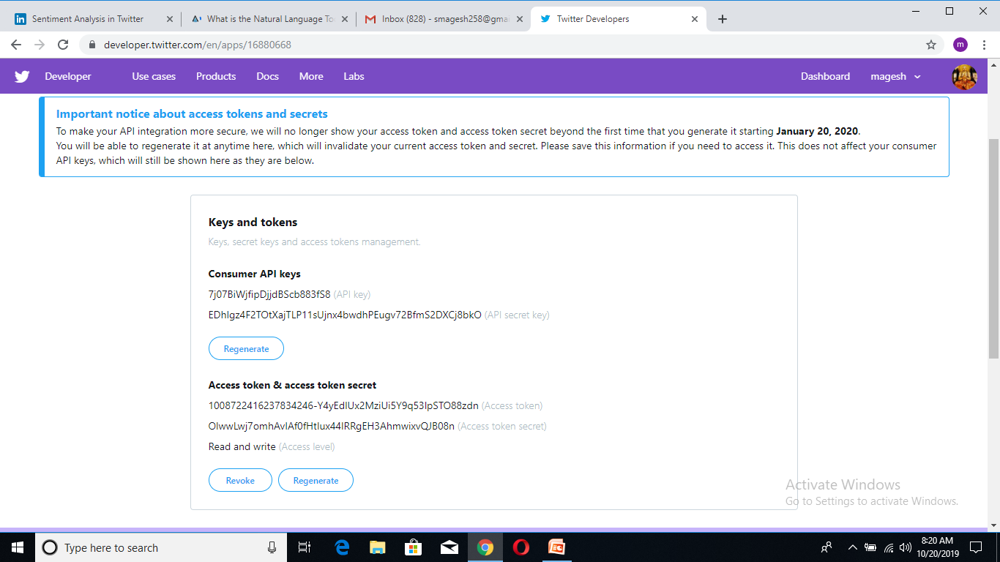 Sentiment Analysis in Twitter
What is the Natural Language To
Inbox (828) - smagesh258@gmai
Twitter Developers
developer.twitter.com/en/apps/16880668
m
Developer
Use cases
Products
Docs
More
Labs
Dashboard
magesh
Important notice about access tokens and secrets
To make your API integration more secure, we will no longer show your access token and access token secret beyond the first time that you generate it starting January 20, 2020.
You will be able to regenerate it at anytime here, which will invalidate your current access token and secret. Please save this information if you need to access it. This does not affect your consumer
API keys, which will still be shown here as they are below.
Keys and tokens
Keys, secret keys and access tokens management.
Consumer API keys
7j07BiWjfipDjjdBScb883fS8 (API key)
(API secret key)
Regenerate
Access token & access token secret
(Access token)
(Access token secret)
Read and write (Access level)
Revoke
Regenerate
Activate Windows
Go to Settings to activate Windows.
Type here to search
8:20 AM
10/20/2019